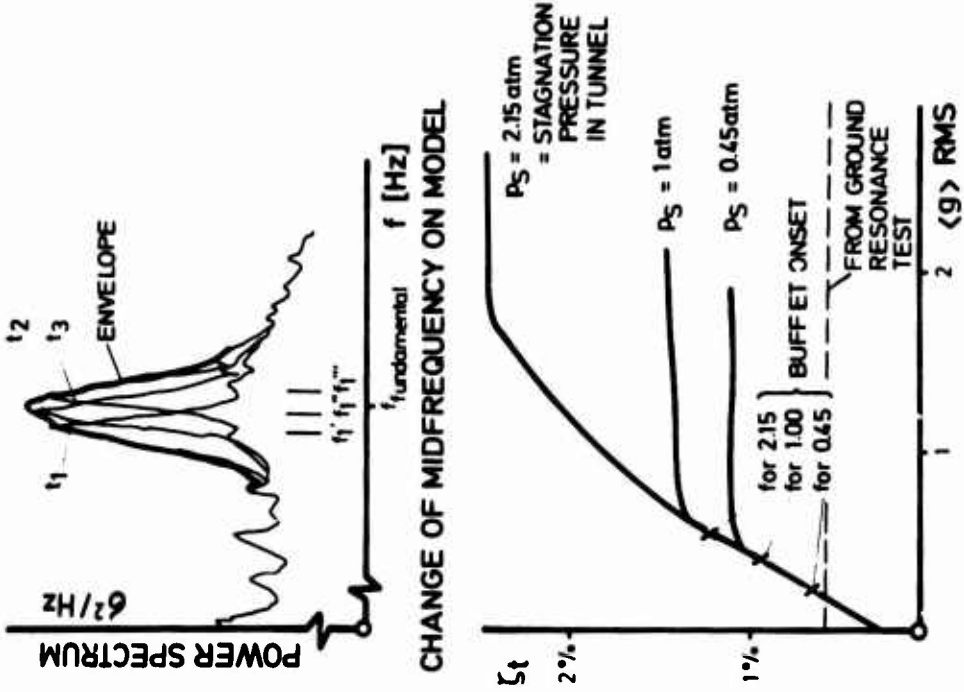 POWER SPECTRUM
б²/Hz
t₁
t₂
t₃
ENVELOPE
f₁' f₁'' f₁'''
f fundamental
f [Hz]
CHANGE OF MIDFREQUENCY ON MODEL
ζt
2%
1%
PS = 2.15 atm
= STAGNATION
PRESSURE
IN TUNNEL
PS = 1 atm
PS = 0.45 atm
for 2.15
for 1.00
for 0.45
BUFFET ONSET
FROM GROUND
RESONANCE
TEST
1
2
<g> RMS